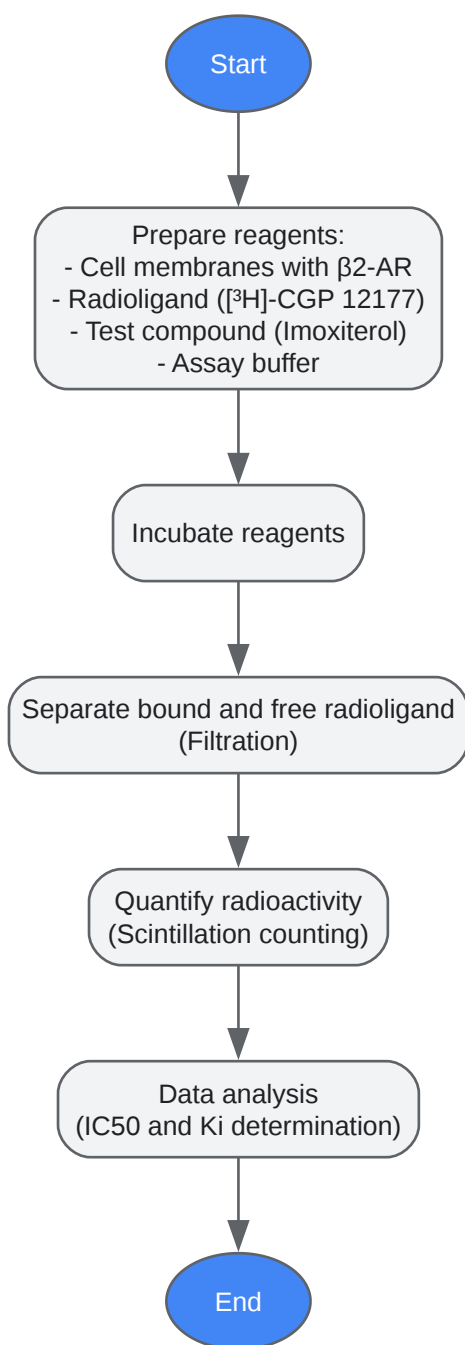 Start
Prepare reagents:
- Cell membranes with β2-AR
- Radioligand ([³H]-CGP 12177)
- Test compound (Imoxiterol)
- Assay buffer
Incubate reagents
Separate bound and free radioligand
(Filtration)
Quantify radioactivity
(Scintillation counting)
Data analysis
(IC50 and Ki determination)
End